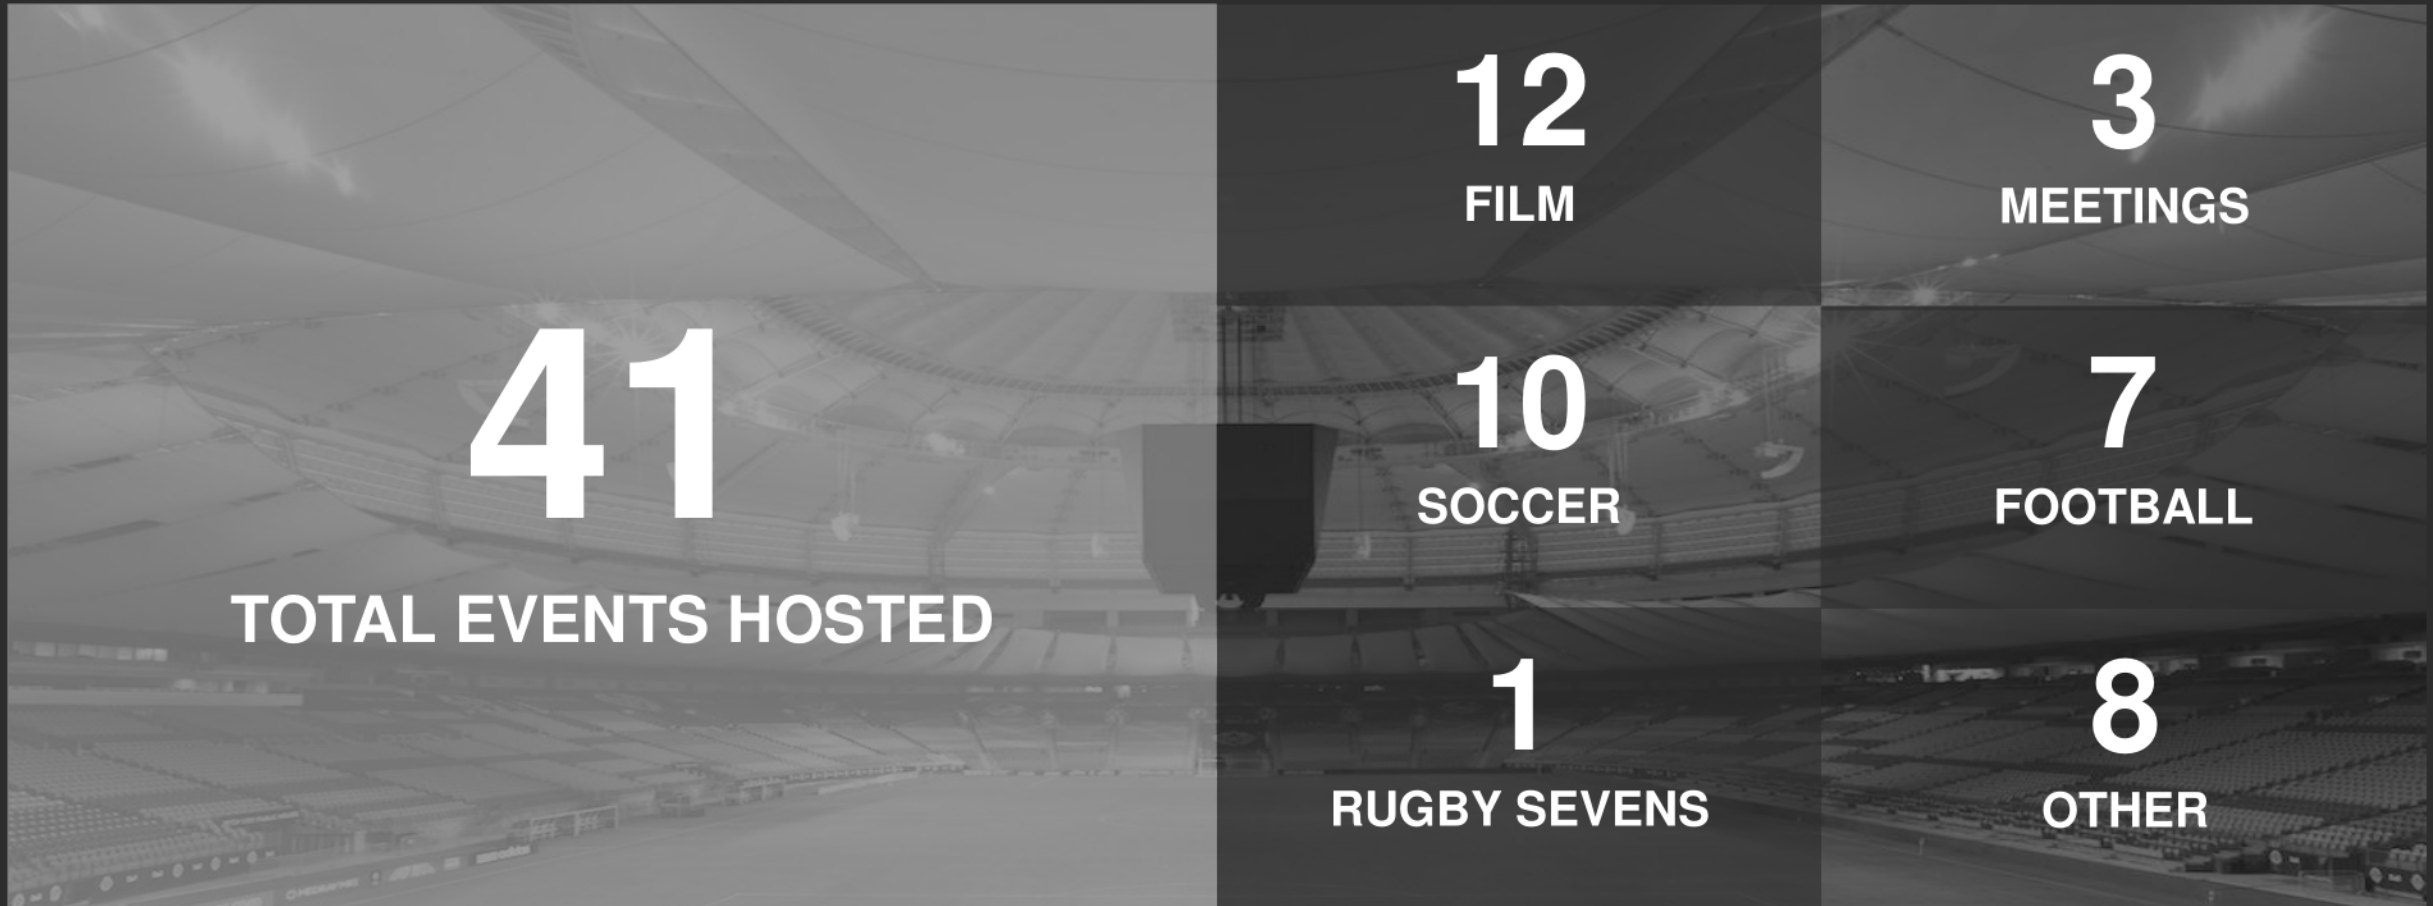 41
TOTAL EVENTS HOSTED
12
FILM
3
MEETINGS
10
SOCCER
7
FOOTBALL
1
RUGBY SEVENS
8
OTHER